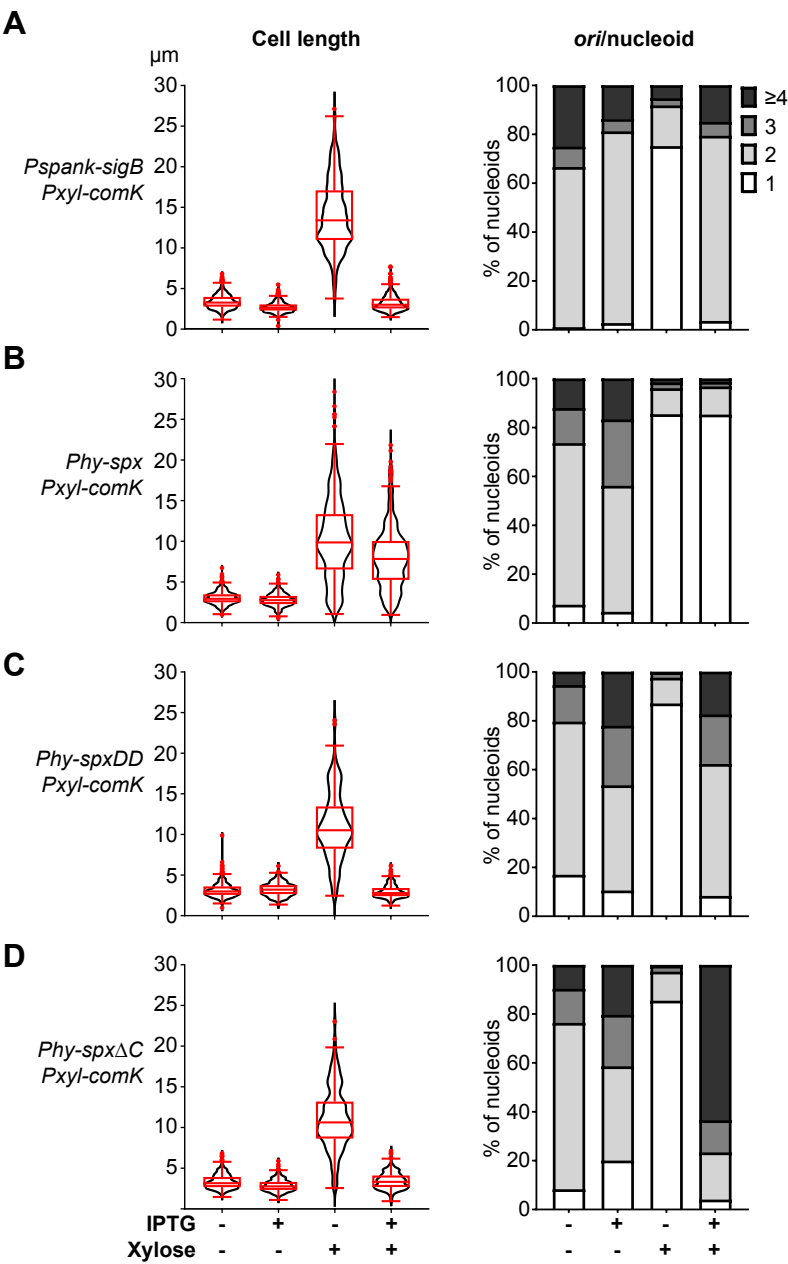 A
Cell length
ori/nucleoid
µm
Pspank-sigB
Pxyl-comK
30
25
20
15
10
5
0
% of nucleoids
100
80
60
40
20
0
≥4
3
2
1
B
Phy-spx
Pxyl-comK
30
25
20
15
10
5
0
% of nucleoids
100
80
60
40
20
0
C
Phy-spxDD
Pxyl-comK
30
25
20
15
10
5
0
% of nucleoids
100
80
60
40
20
0
D
Phy-spxΔC
Pxyl-comK
30
25
20
15
10
5
% of nucleoids
100
80
60
40
20
0
IPTG - + - + - + - +
Xylose - - + + - - + +